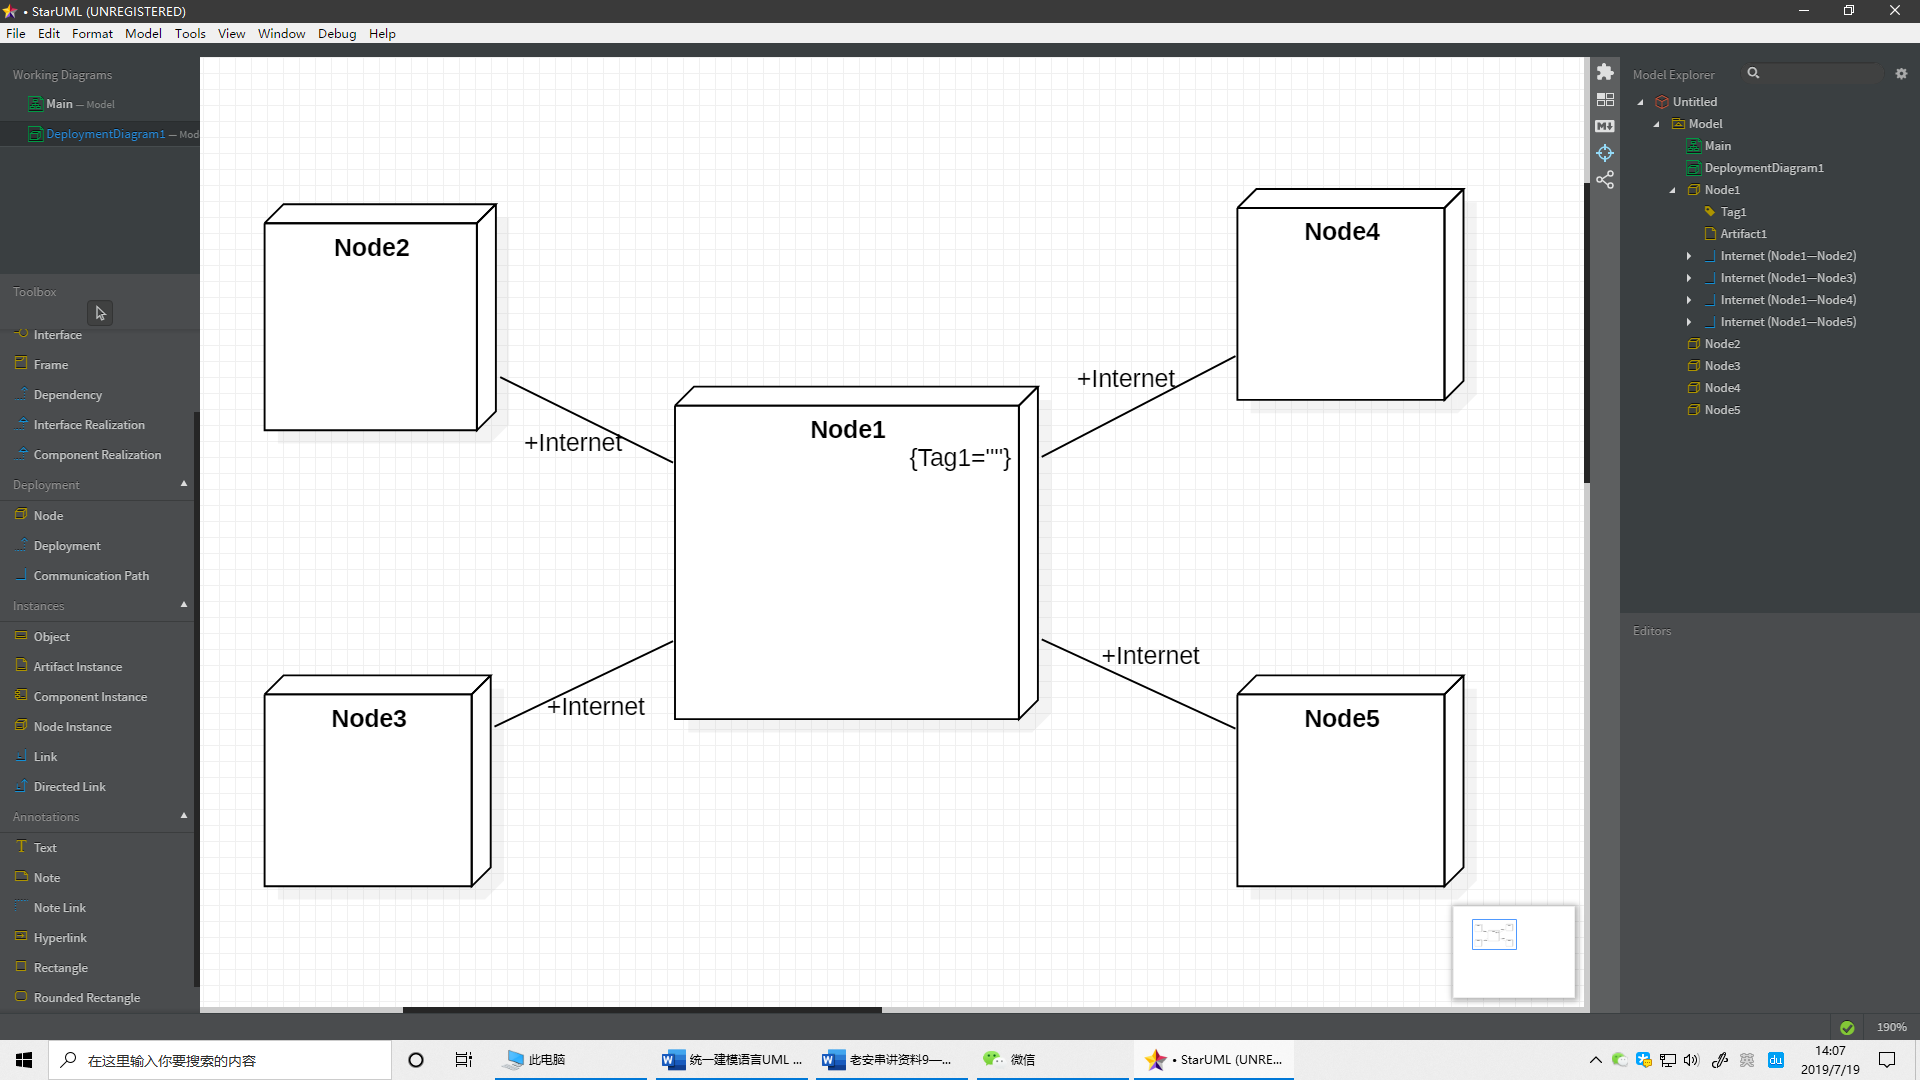 • StarUML (UNREGISTERED)
File Edit Format Model Tools View Window Debug Help
Working Diagrams
Main — Model
DeploymentDiagram1 — Mod
Toolbox
Interface
Frame
Dependency
Interface Realization
Component Realization
Deployment
Node
Deployment
Communication Path
Instances
Object
Artifact Instance
Component Instance
Node Instance
Link
Directed Link
Annotations
Text
Note
Note Link
Hyperlink
Rectangle
Rounded Rectangle
Node2
Node4
+Internet
+Internet
Node1
{Tag1=""}
+Internet
+Internet
Node3
Node5
Model Explorer
Untitled
Model
Main
DeploymentDiagram1
Node1
Tag1
Artifact1
Internet (Node1—Node2)
Internet (Node1—Node3)
Internet (Node1—Node4)
Internet (Node1—Node5)
Node2
Node3
Node4
Node5
Editors
190%
在这里输入你要搜索的内容
此电脑
统一建模语言UML ...
老安串讲资料9—...
微信
• StarUML (UNRE...
英
du
14:07
2019/7/19